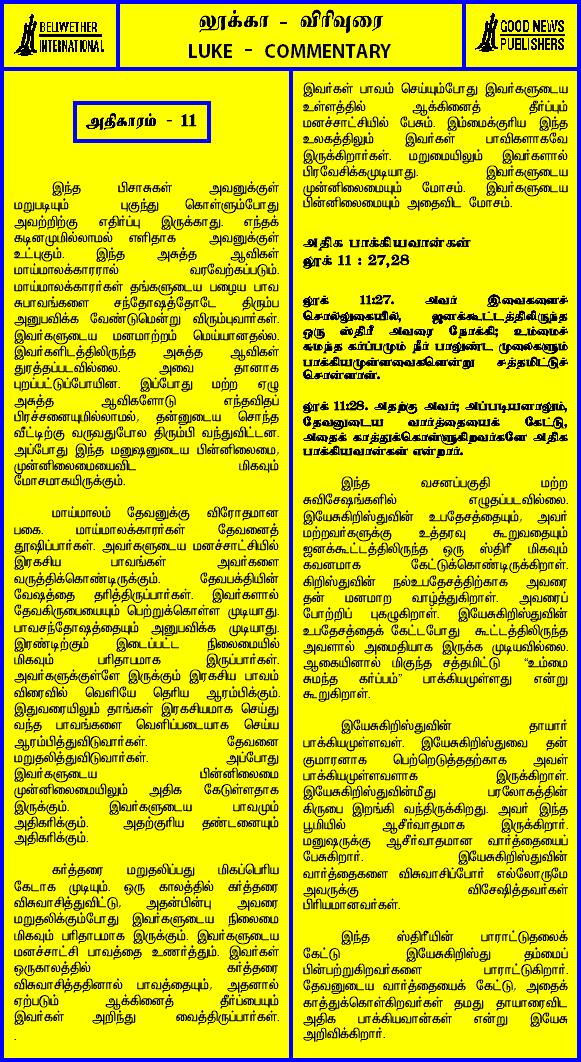 BELLWETHER
INTERNATIONAL
லூக்கா - விரிவுரை
LUKE - COMMENTARY
GOOD NEWS
PUBLISHERS
அதிகாரம் - 11
இந்த பிசாசுகள் அவனுக்குள்
மறுபடியும் புகுந்து கொள்ளும்போது
அவற்றிற்கு எதிர்ப்பு இருக்காது. எந்தக்
கடினமுமில்லாமல் எளிதாக அவனுக்குள்
உட்புகும். இந்த அசுத்த ஆவிகள்
மாய்மாலக்காரரால் வரவேற்கப்படும்.
மாய்மாலக்காரர்கள் தங்களுடைய பழைய பாவ
சுபாவங்களை சந்தோஷத்தோடே திரும்ப
அனுபவிக்க வேண்டுமென்று விரும்புவார்கள்.
இவர்களுடைய மனமாற்றம் மெய்யானதல்ல.
இவர்களிடத்திலிருந்த அசுத்த ஆவிகள்
துரத்தப்படவில்லை. அவை தானாக
புறப்பட்டுப்போயின. இப்போது மற்ற ஏழு
அசுத்த ஆவிகளோடு எந்தவிதப்
பிரச்சனையுமில்லாமல், தன்னுடைய சொந்த
வீட்டிற்கு வருவதுபோல திரும்பி வந்துவிட்டன.
அப்போது இந்த மனுஷனுடைய பின்னிலைமை,
முன்னிலைமையைவிட மிகவும்
மோசமாகயிருக்கும்.
மாய்மாலம் தேவனுக்கு விரோதமான
பகை. மாய்மாலக்காரர்கள் தேவனைத்
தூஷிப்பார்கள். அவர்களுடைய மனச்சாட்சியில்
இரகசிய பாவங்கள் அவர்களை
வருத்திக்கொண்டிருக்கும். தேவபக்தியின்
வேஷத்தை தரித்திருப்பார்கள். இவர்களால்
தேவகிருபையையும் பெற்றுக்கொள்ள முடியாது.
பாவசந்தோஷத்தையும் அனுபவிக்க முடியாது.
இரண்டிற்கும் இடைப்பட்ட நிலைமையில்
மிகவும் பரிதாபமாக இருப்பார்கள்.
அவர்களுக்குள்ளே இருக்கும் இரகசிய பாவம்
விரைவில் வெளியே தெரிய ஆரம்பிக்கும்.
இதுவரையிலும் தாங்கள் இரகசியமாக செய்து
வந்த பாவங்களை வெளிப்படையாக செய்ய
ஆரம்பித்துவிடுவார்கள். தேவனை
மறுதலித்துவிடுவார்கள். அப்போது
இவர்களுடைய பின்னிலைமை
முன்னிலைமையிலும் அதிக கேடுள்ளதாக
இருக்கும். இவர்களுடைய பாவமும்
அதிகரிக்கும். அதற்குரிய தண்டனையும்
அதிகரிக்கும்.
கர்த்தரை மறுதலிப்பது மிகப்பெரிய
கேடாக முடியும். ஒரு காலத்தில் கர்த்தரை
விசுவாசித்துவிட்டு, அதன்பின்பு அவரை
மறுதலிக்கும்போது இவர்களுடைய நிலைமை
மிகவும் பரிதாபமாக இருக்கும். இவர்களுடைய
மனச்சாட்சி பாவத்தை உணர்த்தும். இவர்கள்
ஒருகாலத்தில் கர்த்தரை
விசுவாசித்ததினால் பாவத்தையும், அதனால்
ஏற்படும் ஆக்கினைத் தீர்ப்பையும்
இவர்கள் அறிந்து வைத்திருப்பார்கள்.
.
இவர்கள் பாவம் செய்யும்போது இவர்களுடைய
உள்ளத்தில் ஆக்கினைத் தீர்ப்பும்
மனச்சாட்சியில் பேசும். இம்மைக்குரிய இந்த
உலகத்திலும் இவர்கள் பாவிகளாகவே
இருக்கிறார்கள். மறுமையிலும் இவர்களால்
பிரவேசிக்கமுடியாது. இவர்களுடைய
முன்னிலைமையும் மோசம். இவர்களுடைய
பின்னிலைமையும் அதைவிட மோசம்.
அதிக பாக்கியவான்கள்
லூக் 11 : 27,28
லூக் 11:27. அவர் இவைகளைச்
சொல்லுகையில், ஜனக்கூட்டத்திலிருந்த
ஒரு ஸ்திரீ அவரை நோக்கி; உம்மைச்
சுமந்த கர்ப்பமும் நீர் பாலுண்ட முலைகளும்
பாக்கியமுள்ளவைகளென்று சத்தமிட்டுச்
சொன்னாள்.
லூக் 11:28. அதற்கு அவர்; அப்படியானாலும்,
தேவனுடைய வார்த்தையைக் கேட்டு,
அதைக் காத்துக்கொள்ளுகிறவர்களே அதிக
பாக்கியவான்கள் என்றார்.
இந்த வசனப்பகுதி மற்ற
சுவிசேஷங்களில் எழுதப்படவில்லை.
இயேசுகிறிஸ்துவின் உபதேசத்தையும், அவர்
மற்றவர்களுக்கு உத்தரவு கூறுவதையும்
ஜனக்கூட்டத்திலிருந்த ஒரு ஸ்திரீ மிகவும்
கவனமாக கேட்டுக்கொண்டிருக்கிறாள்.
கிறிஸ்துவின் நல்உபதேசத்திற்காக அவரை
தன் மனமாற வாழ்த்துகிறாள். அவரைப்
போற்றிப் புகழுகிறாள். இயேசுகிறிஸ்துவின்
உபதேசத்தைக் கேட்டபோது கூட்டத்திலிருந்த
அவளால் அமைதியாக இருக்க முடியவில்லை.
ஆகையினால் மிகுந்த சத்தமிட்டு “உம்மை
சுமந்த கர்ப்பம்” பாக்கியமுள்ளது என்று
கூறுகிறாள்.
இயேசுகிறிஸ்துவின் தாயார்
பாக்கியமுள்ளவள். இயேசுகிறிஸ்துவை தன்
குமாரனாக பெற்றெடுத்ததற்காக அவள்
பாக்கியமுள்ளவளாக இருக்கிறாள்.
இயேசுகிறிஸ்துவின்மீது பரலோகத்தின்
கிருபை இறங்கி வந்திருக்கிறது. அவர் இந்த
பூமியில் ஆசீர்வாதமாக இருக்கிறார்.
மனுஷருக்கு ஆசீர்வாதமான வார்த்தையைப்
பேசுகிறார். இயேசுகிறிஸ்துவின்
வார்த்தைகளை விசுவாசிப்போர் எல்லோருமே
அவருக்கு விசேஷித்தவர்கள்
பிரியமானவர்கள்.
இந்த ஸ்திரீயின் பாராட்டுதலைக்
கேட்டு இயேசுகிறிஸ்து தம்மைப்
பின்பற்றுகிறவர்களை பாராட்டுகிறார்.
தேவனுடைய வார்த்தையைக் கேட்டு, அதைக்
காத்துக்கொள்கிறவர்கள் தமது தாயாரைவிட
அதிக பாக்கியவான்கள் என்று இயேசு
அறிவிக்கிறார்.